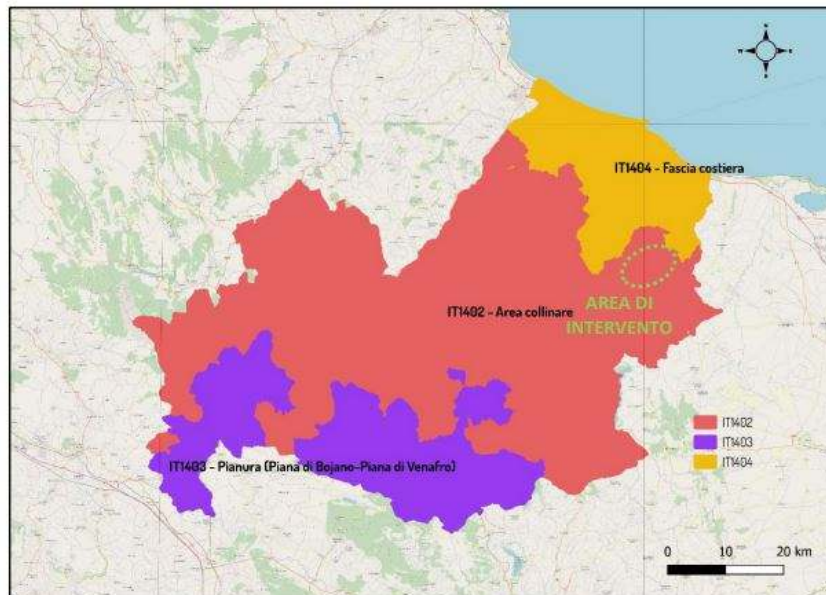 N
W E
S
IT1404 - Fascia costiera
AREA DI
INTERVENTO
IT1402 - Area collinare
IT1403 - Pianura (Piana di Bojano-Piana di Venafro)
IT1402
IT1403
IT1404
0 10 20 km